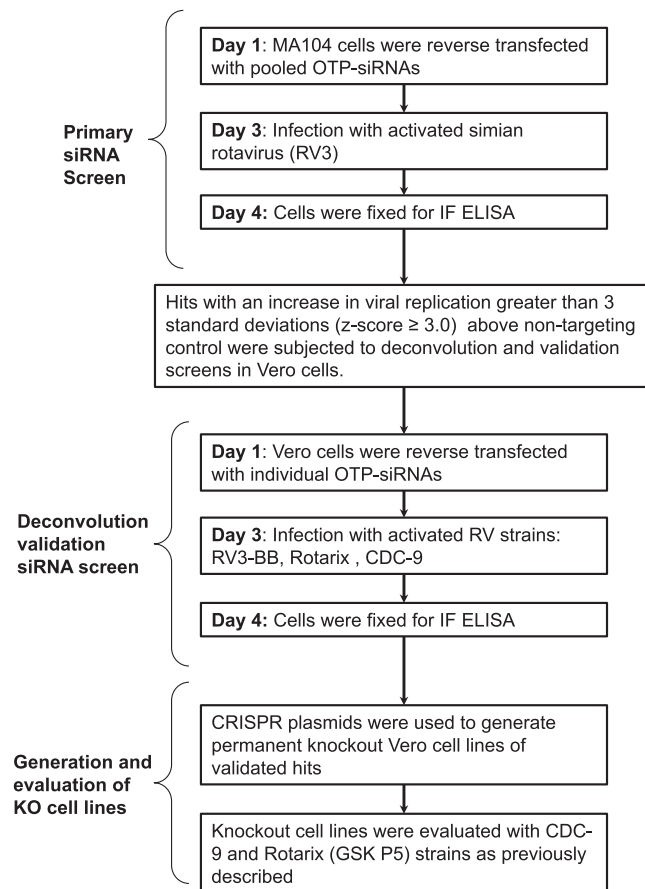 Day 1: MA104 cells were reverse transfected
with pooled OTP-siRNAs
Primary
siRNA
Screen
Day 3: Infection with activated simian
rotavirus (RV3)
Day 4: Cells were fixed for IF ELISA
Hits with an increase in viral replication greater than 3
standard deviations (z-score ≥ 3.0) above non-targeting
control were subjected to deconvolution and validation
screens in Vero cells.
Day 1: Vero cells were reverse transfected
with individual OTP-siRNAs
Deconvolution
validation
siRNA screen
Day 3: Infection with activated RV strains:
RV3-BB, Rotarix , CDC-9
Day 4: Cells were fixed for IF ELISA
Generation and
evaluation of
KO cell lines
CRISPR plasmids were used to generate
permanent knockout Vero cell lines of
validated hits
Knockout cell lines were evaluated with CDC-
9 and Rotarix (GSK P5) strains as previously
described